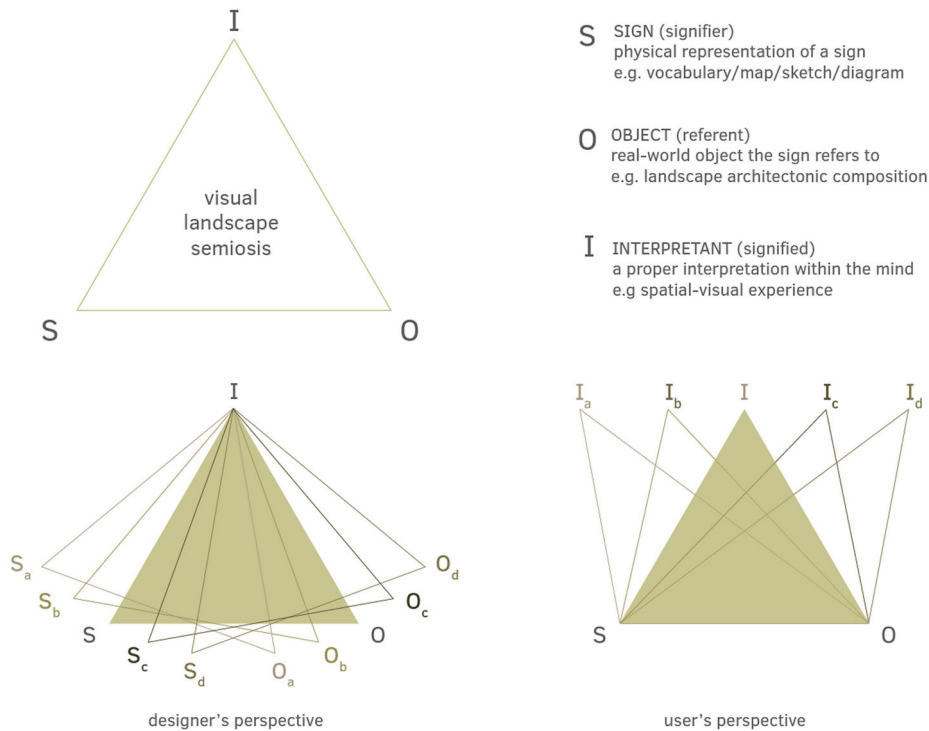 I
visual
landscape
semiosis
S
O
S
SIGN (signifier)
physical representation of a sign
e.g. vocabulary/map/sketch/diagram
O
OBJECT (referent)
real-world object the sign refers to
e.g. landscape architectonic composition
I
INTERPRETANT (signified)
a proper interpretation within the mind
e.g spatial-visual experience
I
Sa
Sb
S
Sc
Sd
Oa
Ob
O
Oc
Od
designer's perspective
Ia
Ib
I
Ic
Id
S
O
user's perspective